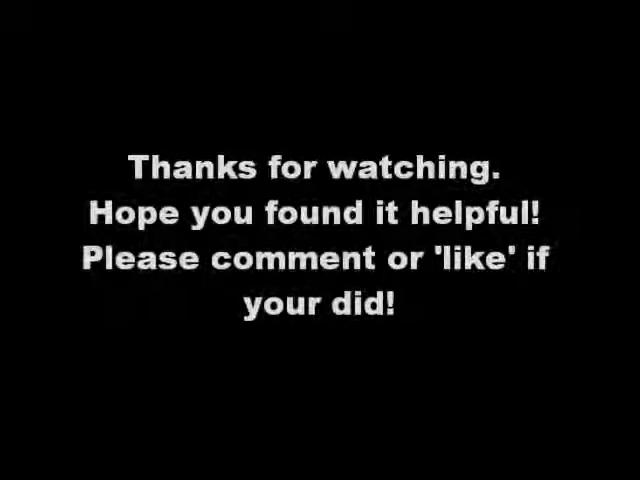 Thanks for watching.
Hope you found it helpful!
Please comment or 'like' if
your did!